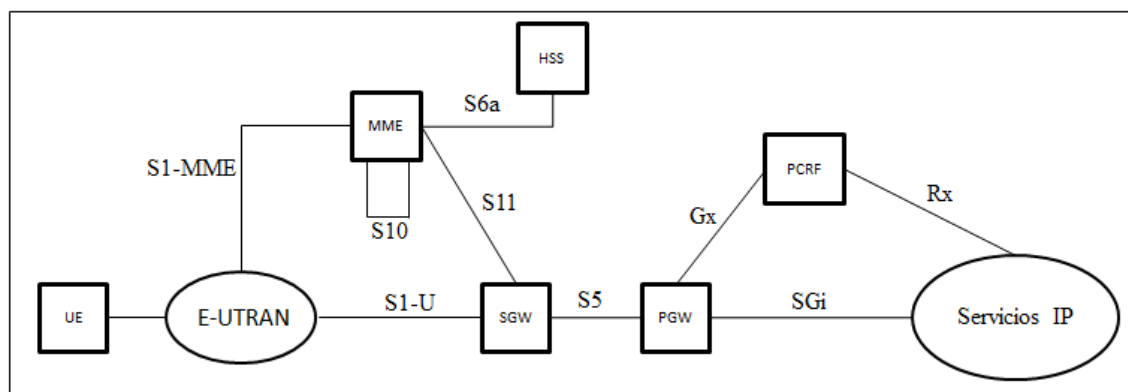 HSS
S6a
MME
S1-MME
PCRF
Rx
S11
Gx
S10
UE
E-UTRAN
S1-U
SGW
S5
PGW
SGi
Servicios IP